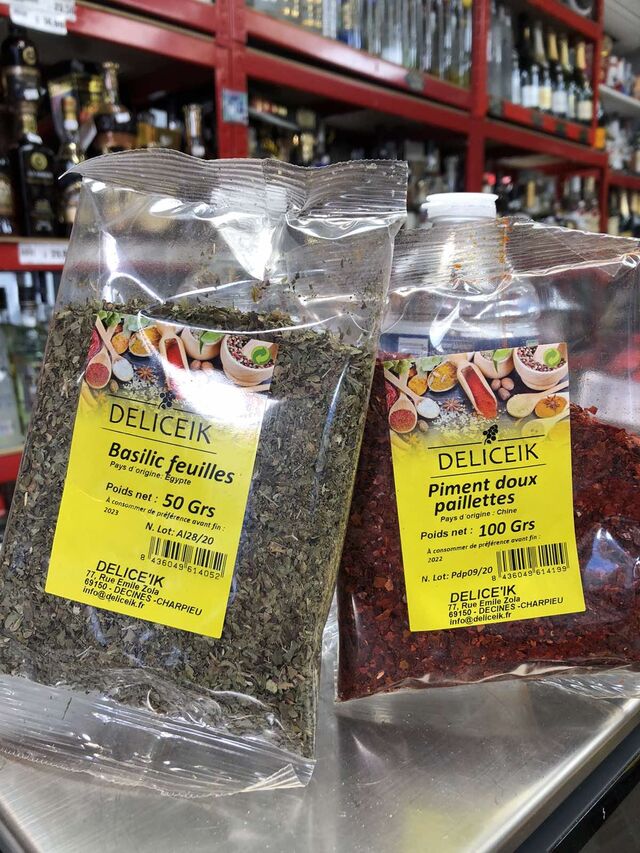 DELICEIK
Basilic feuilles
Pays d'origine: Egypte
Poids net : 50 Grs
À consommer de préférence avant fin :
2023
N. Lot: AI28/20
8 436049 614052
DELICE'IK
77, Rue Emile Zola
69150 - DECINES -CHARPIEU
info@deliceik.fr
DELICEIK
Piment doux
paillettes
Pays d'origine : Chine
Poids net : 100 Grs
À consommer de préférence avant fin :
2022
N. Lot: Pdp09/20
8 436049 614199
DELICE'IK
77, Rue Emile Zola
69150 - DECINES -CHARPIEU
info@deliceik.fr